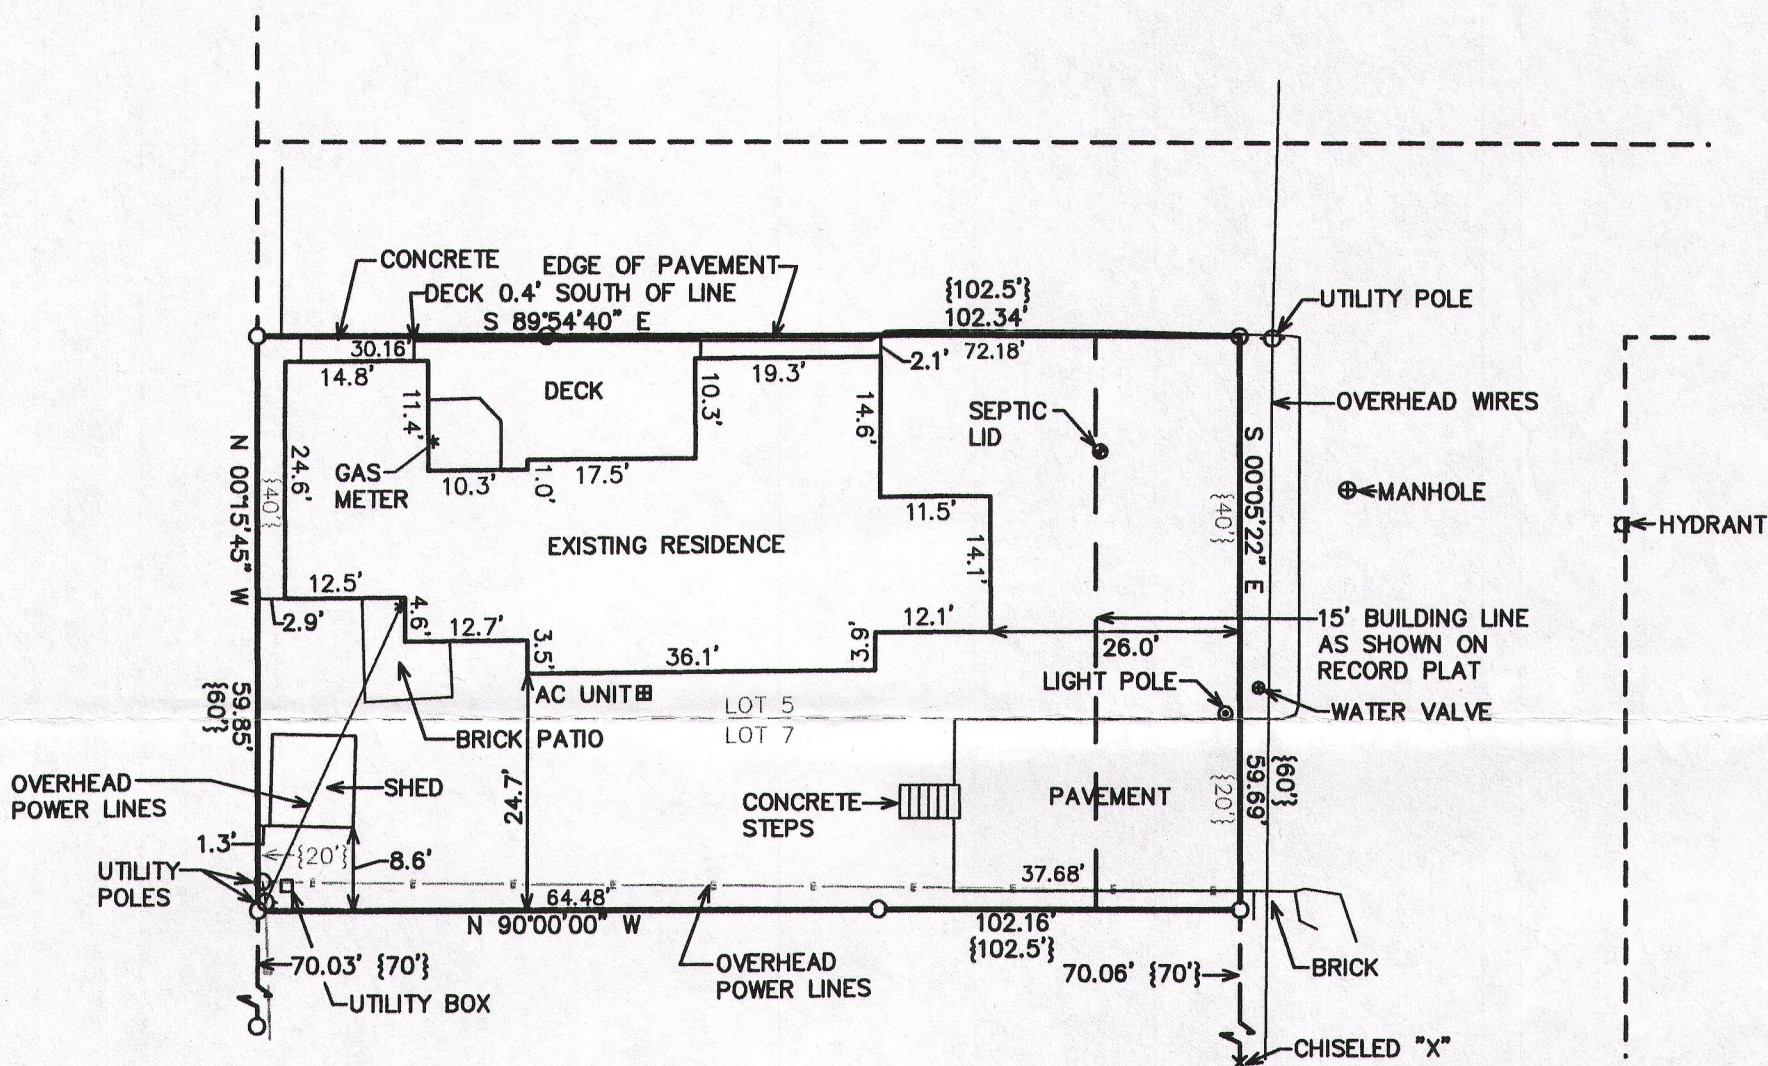 CONCRETE
EDGE OF PAVEMENT
DECK 0.4' SOUTH OF LINE
S 89°54'40" E
{102.5'}
102.34'
UTILITY POLE
30.16'
72.18'
2.1'
14.8'
DECK
19.3'
10.3'
11.4'
14.6'
OVERHEAD WIRES
SEPTIC
LID
N 00°15'45" W
{40'}
24.6'
GAS
METER
10.3'
1.0'
17.5'
S 00°05'22" E
{40'}
MANHOLE
HYDRANT
11.5'
EXISTING RESIDENCE
14.1'
12.5'
2.9'
4.6'
12.7'
3.5'
36.1'
3.9'
12.1'
26.0'
15' BUILDING LINE
AS SHOWN ON
RECORD PLAT
AC UNIT
LIGHT POLE
LOT 5
LOT 7
WATER VALVE
59.85'
{60'}
BRICK PATIO
OVERHEAD
POWER LINES
SHED
24.7'
CONCRETE
STEPS
PAVEMENT
{20'}
59.69'
{60'}
1.3'
{20'}
8.6'
UTILITY
POLES
37.68'
E E E E E E E E E E
64.48'
N 90°00'00" W
102.16'
{102.5'}
70.03' {70'}
OVERHEAD
POWER LINES
70.06' {70'}
BRICK
UTILITY BOX
CHISELED "X"